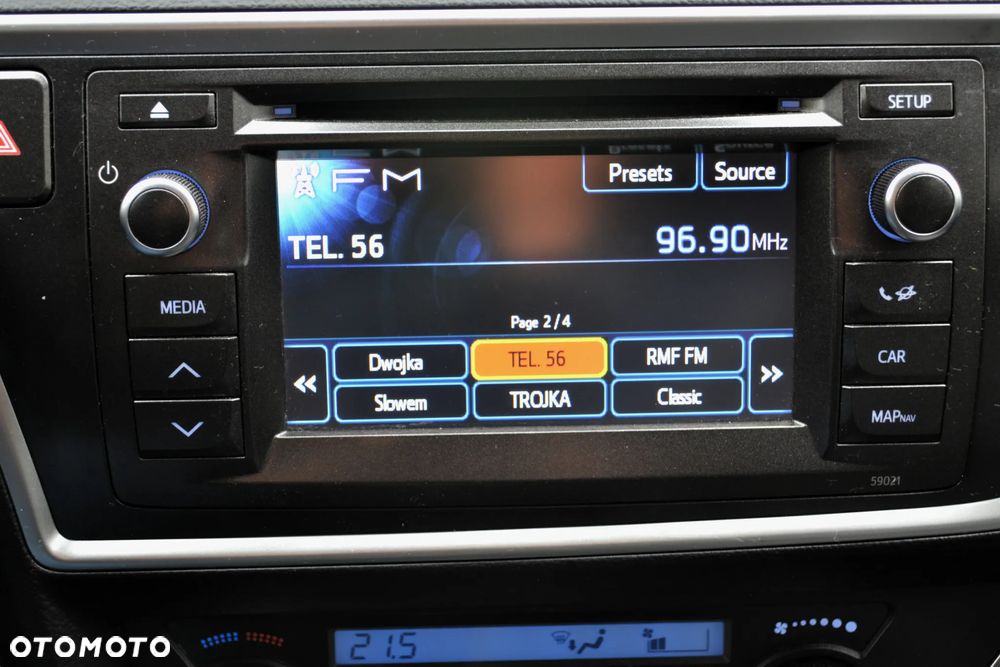 SETUP
FM
Presets
Source
TEL. 56
96.90MHz
MEDIA
Page 2/4
Dwojka
TEL. 56
RMF FM
Słowem
TROJKA
Classic
CAR
MAPNAV
59021
21.5
OTOMOTO